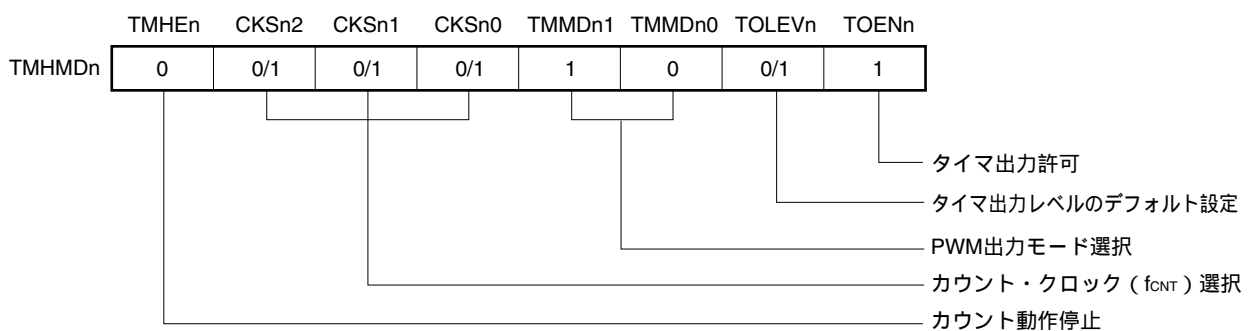 TMHEn CKSn2 CKSn1 CKSn0 TMMDn1 TMMDn0 TOLEVn TOENn
TMHMDn 0 0/1 0/1 0/1 1 0 0/1 1
タイマ出力許可
タイマ出力レベルのデフォルト設定
PWM出力モード選択
カウント・クロック（fCNT）選択
カウント動作停止